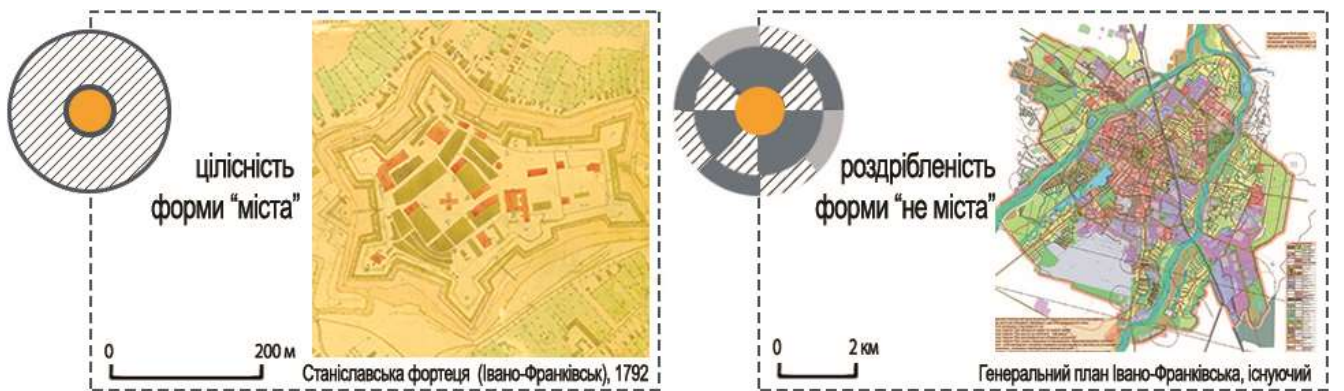 цілісність
форми “міста”
0 200 м
Станіславська фортеця (Івано-Франківськ), 1792
роздрібленість
форми “не міста”
0 2 км
Генеральний план Івано-Франківська, існуючий